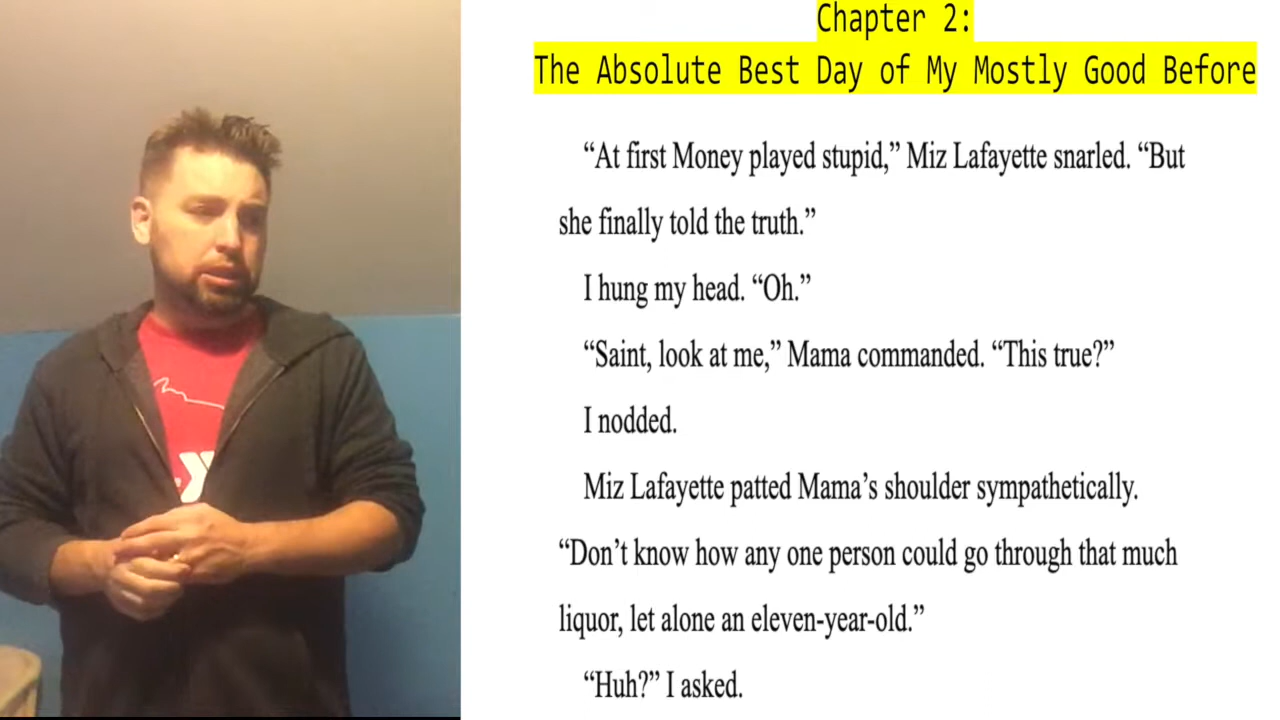 Chapter 2:
The Absolute Best Day of My Mostly Good Before
“At first Money played stupid,” Miz Lafayette snarled. “But
she finally told the truth.”
I hung my head. “Oh.”
“Saint, look at me,” Mama commanded. “This true?”
I nodded.
Miz Lafayette patted Mama’s shoulder sympathetically.
“Don’t know how any one person could go through that much
liquor, let alone an eleven-year-old.”
“Huh?” I asked.